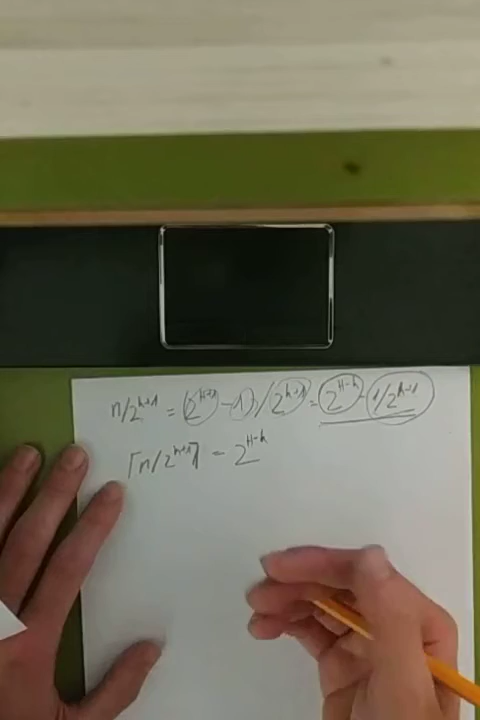 n/2^{h+1} = (2^{H+1} - 1)/2^{h+1} = 2^{H-h} - 1/2^{h+1}
⌈n/2^{h+1}⌉ = 2^{H-h}